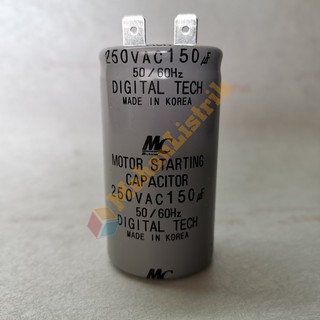 250VAC150µF
50/60Hz
DIGITAL TECH
MADE IN KOREA
MC
MOTOR STARTING
CAPACITOR
250VAC150µF
50/60Hz
DIGITAL TECH
MADE IN KOREA
MC